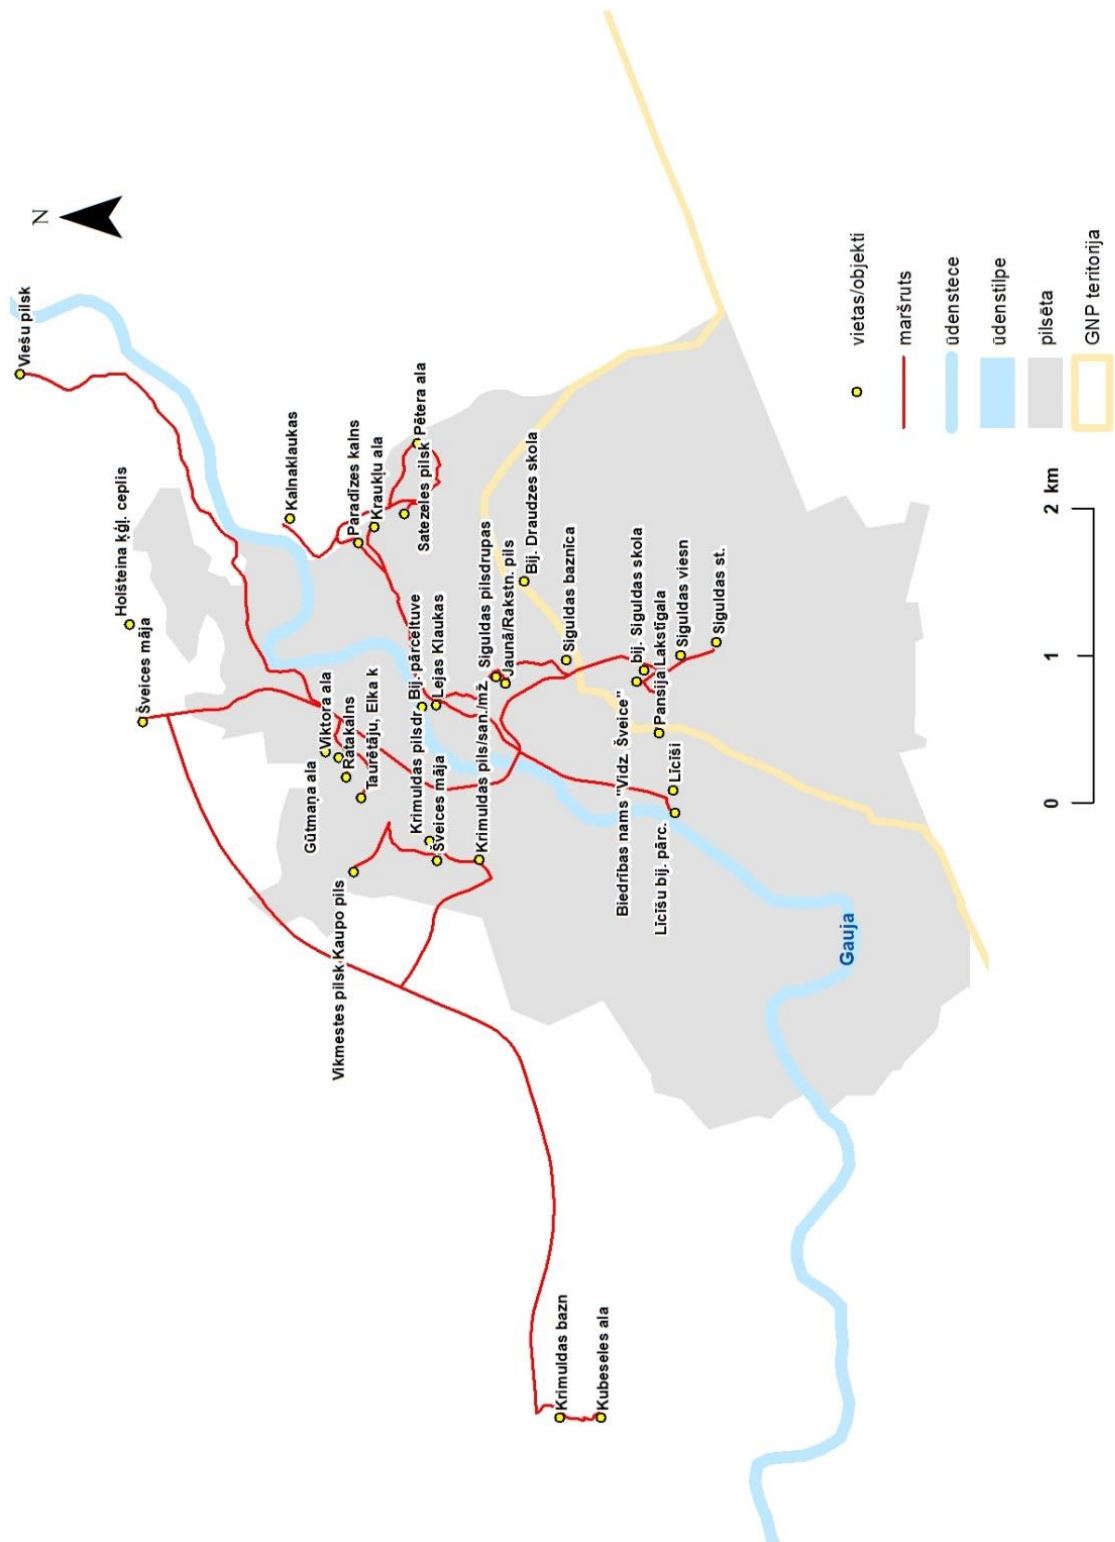 N
Viešu pilsk
Holšteina ķģl. ceplis
Šveices māja
Kalnaklaukas
Gūtmaņa ala
Viktora ala
Ratakalns
Taurētāju, Elka k
Paradīzes kalns
Kraukļu ala
Pētera ala
Satezeles pilsk
Vikmestes pilsk
Kaupo pils
Krimuldas pilsdr.
Bij. pārceltuve
Šveices māja
Lejas Klaukas
Krimuldas pils/san./mž.
Siguldas pilsdrupas
Jaunā/Rakstn. pils
Bij. Draudzes skola
Siguldas baznīca
Biedrības nams "Vidz. Šveice"
bij. Siguldas skola
Pansija Lakstīgala
Siguldas viesn
Siguldas st.
Līcīši
Līcīšu bij. pārc.
Krimuldas bazn
Kubeseles ala
Gauja
vietas/objekti
maršruts
ūdenstece
ūdenstilpe
pilsēta
GNP teritorija
0 1 2 km